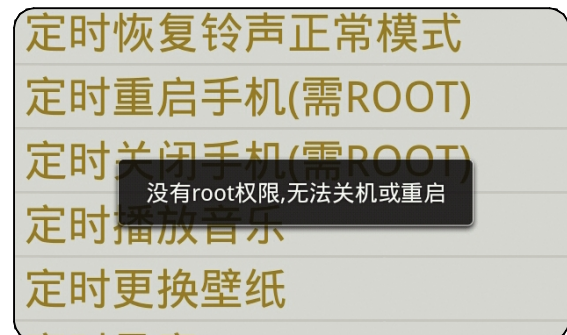 定时恢复铃声正常模式
定时重启手机(需ROOT)
定时关闭手机(需ROOT)
没有root权限,无法关机或重启
定时播放音乐
定时更换壁纸